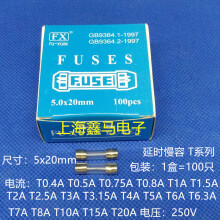 FX
FU-XIANG
GB9364.1-1997
GB9364.2-1997
FUSES
FUSE
5.0x20mm
100pcs
上海鑫马电子
延时慢容 T系列
尺寸：5x20mm
包装：1盒=100只
电流：T0.4A T0.5A T0.75A T0.8A T1A T1.5A
T2A T2.5A T3A T3.15A T4A T5A T6A T6.3A
T7A T8A T10A T15A T20A 电压：250V